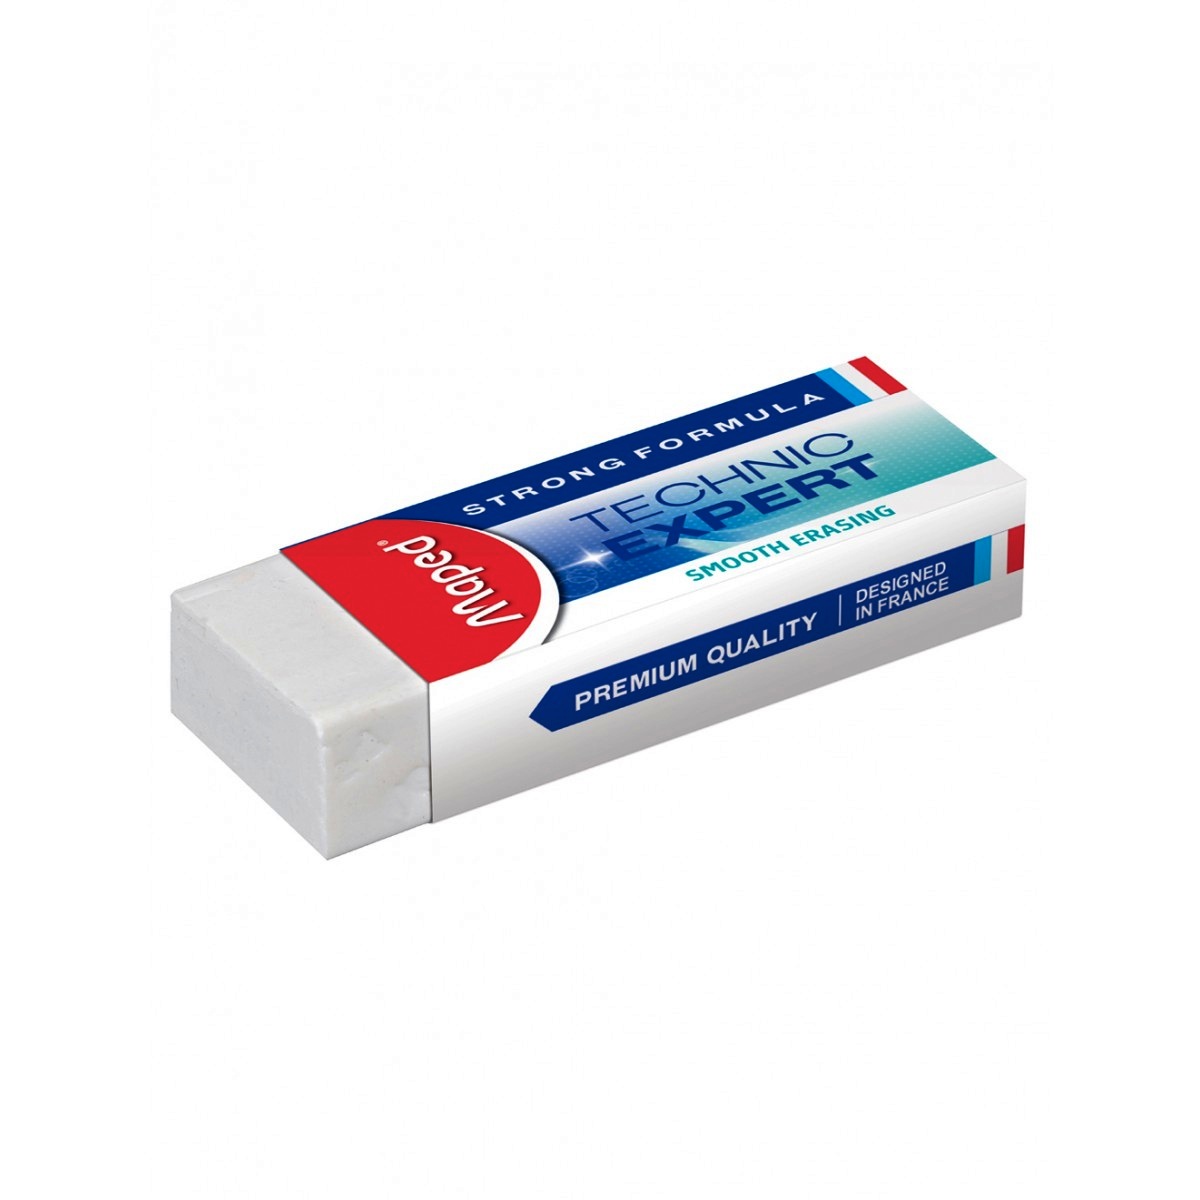 STRONG FORMULA
TECHNIC
EXPERT
SMOOTH ERASING
Maped®
PREMIUM QUALITY | DESIGNED
IN FRANCE